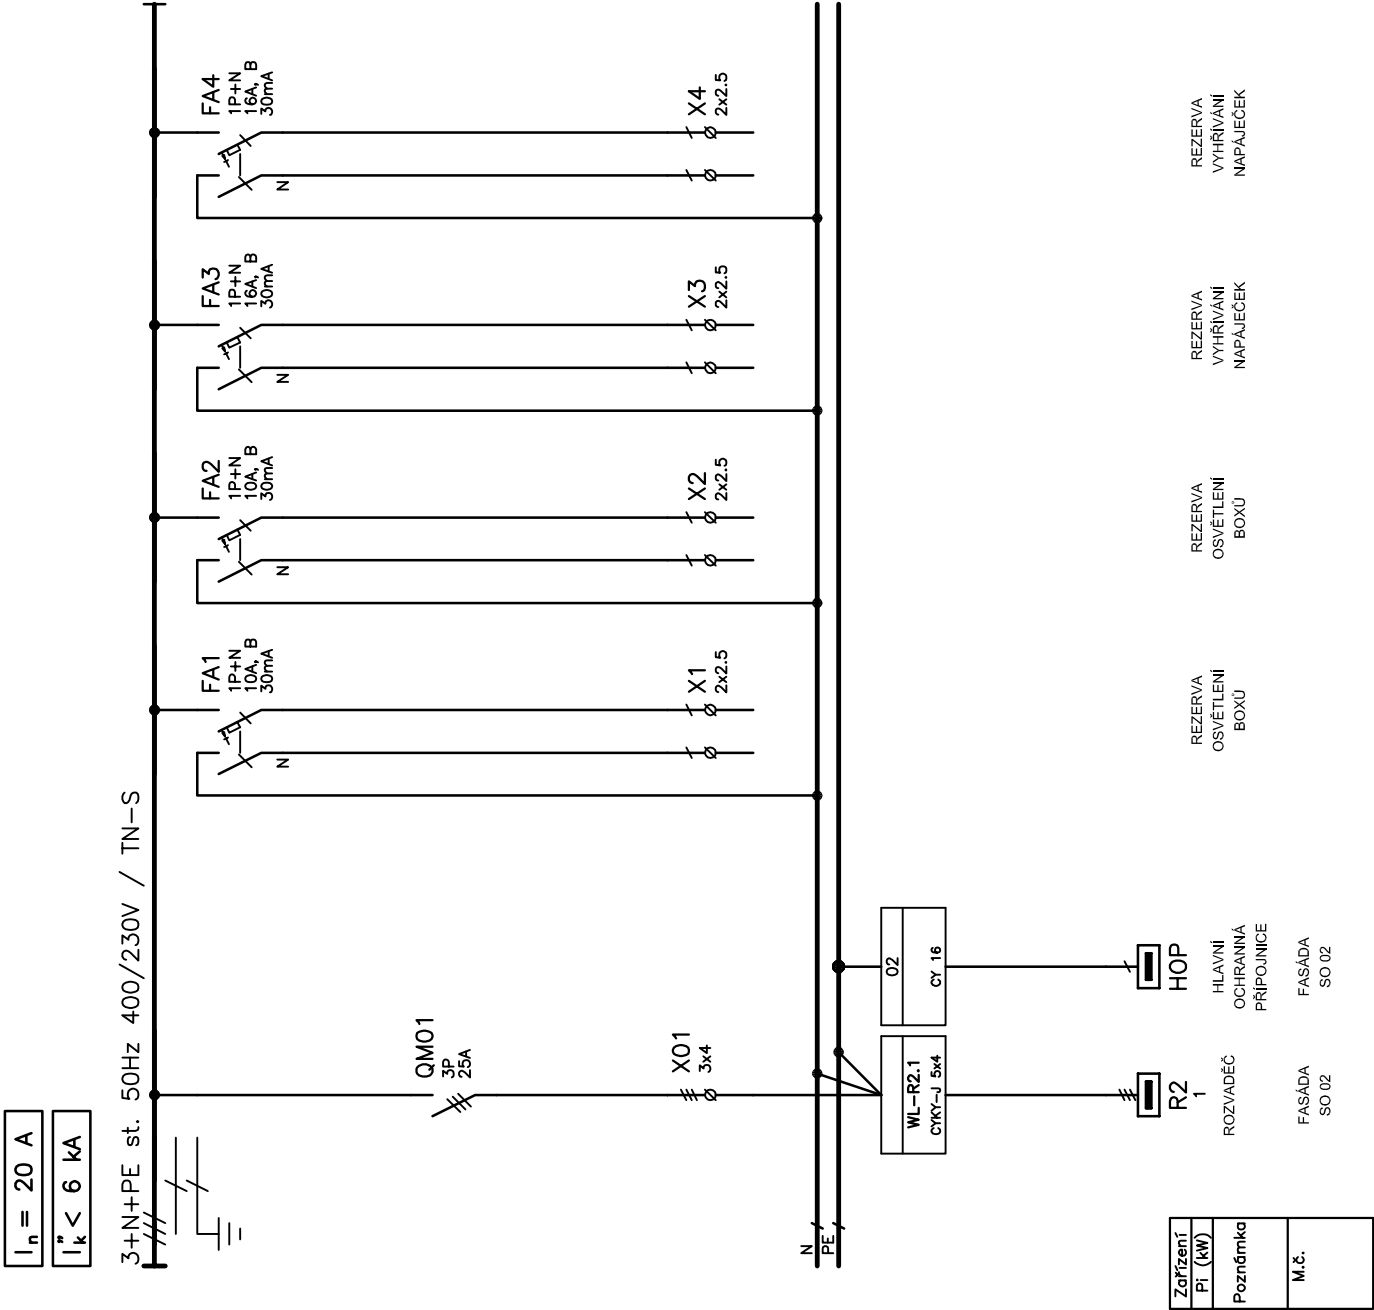 In = 20 A
Ik" < 6 kA
3+N+PE st. 50Hz 400/230V / TN-S
QM01
3P
25A
X01
3x4
FA1
1P+N
10A, B
30mA
N
X1
2x2.5
FA2
1P+N
10A, B
30mA
N
X2
2x2.5
FA3
1P+N
16A, B
30mA
N
X3
2x2.5
FA4
1P+N
16A, B
30mA
N
X4
2x2.5
N
PE
WL-R2.1
CYKY-J 5x4
02
CY 16
Zařízení
Pi (kW)
Poznámka
M.č.
R2
1
ROZVADĚČ
FASÁDA
SO 02
HOP
HLAVNÍ
OCHRANNÁ
PŘÍPOJNICE
FASÁDA
SO 02
REZERVA
OSVĚTLENÍ
BOXŮ
REZERVA
OSVĚTLENÍ
BOXŮ
REZERVA
VYHŘÍVÁNÍ
NAPÁJEČEK
REZERVA
VYHŘÍVÁNÍ
NAPÁJEČEK